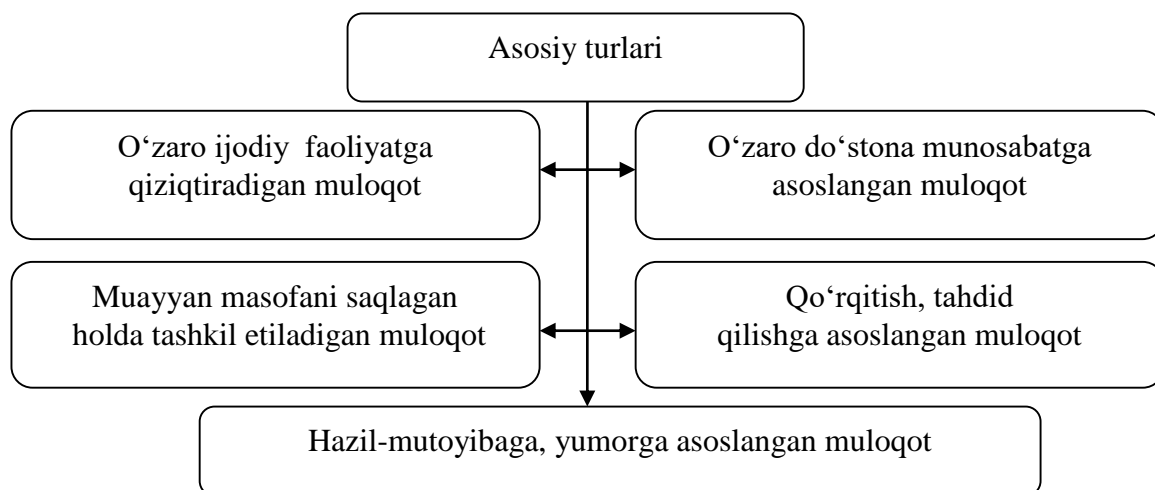 Asosiy turlari
O‘zaro ijodiy faoliyatga
qiziqtiradigan muloqot
O‘zaro do‘stona munosabatga
asoslangan muloqot
Muayyan masofani saqlagan
holda tashkil etiladigan muloqot
Qo‘rqitish, tahdid
qilishga asoslangan muloqot
Hazil-mutoyibaga, yumorga asoslangan muloqot